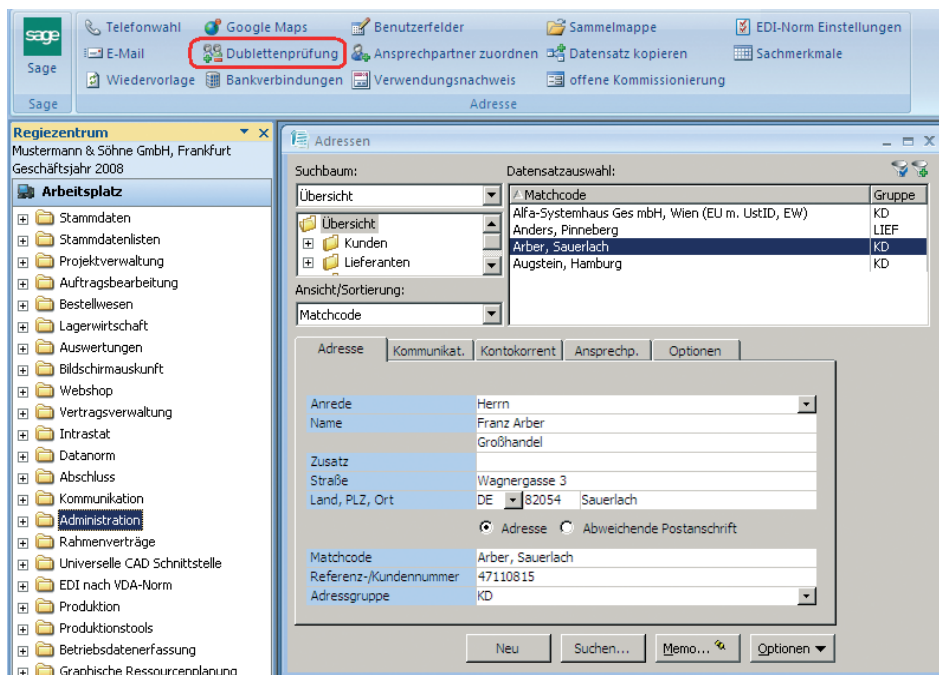 sage
Sage
Sage
Telefonwahl
Google Maps
Benutzerfelder
Sammelmappe
EDI-Norm Einstellungen
E-Mail
Dublettenprüfung
Ansprechpartner zuordnen
Datensatz kopieren
Sachmerkmale
Wiedervorlage
Bankverbindungen
Verwendungsnachweis
offene Kommissionierung
Adresse
Regiezentrum
Mustermann & Söhne GmbH, Frankfurt
Geschäftsjahr 2008
Arbeitsplatz
Stammdaten
Stammdatenlisten
Projektverwaltung
Auftragsbearbeitung
Bestellwesen
Lagerwirtschaft
Auswertungen
Bildschirmauskunft
Webshop
Vertragsverwaltung
Intrastat
Datanorm
Abschluss
Kommunikation
Administration
Rahmenverträge
Universelle CAD Schnittstelle
EDI nach VDA-Norm
Produktion
Produktionstools
Betriebsdatenerfassung
Graphische Ressourcenplanung
Adressen
Suchbaum:
Übersicht
Übersicht
Kunden
Lieferanten
Ansicht/Sortierung:
Matchcode
Datensatzauswahl:
Matchcode Gruppe
Alfa-Systemhaus Ges mbH, Wien (EU m. UstID, EW) KD
Anders, Pinneberg LIEF
Arber, Sauerlach KD
Augstein, Hamburg KD
Adresse Kommunikat. Kontokorrent Ansprechp. Optionen
Anrede Herrn
Name Franz Arber
Großhandel
Zusatz
Straße Wagnergasse 3
Land, PLZ, Ort DE 82054 Sauerlach
Adresse Abweichende Postanschrift
Matchcode Arber, Sauerlach
Referenz-/Kundennummer 47110815
Adressgruppe KD
Neu Suchen... Memo... Optionen